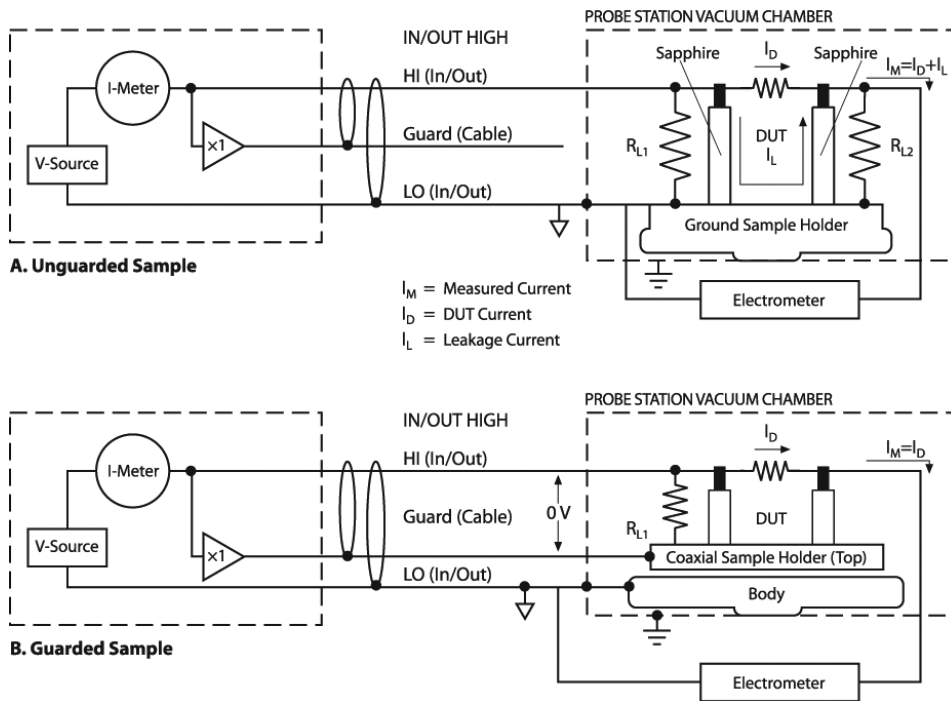 PROBE STATION VACUUM CHAMBER
IN/OUT HIGH
Sapphire
I_D
Sapphire
I_M=I_D+I_L
I-Meter
HI (In/Out)
×1
Guard (Cable)
R_L1
DUT
I_L
R_L2
V-Source
LO (In/Out)
Ground Sample Holder
A. Unguarded Sample
I_M = Measured Current
I_D = DUT Current
I_L = Leakage Current
Electrometer
PROBE STATION VACUUM CHAMBER
IN/OUT HIGH
I_D
I_M=I_D
I-Meter
HI (In/Out)
Guard (Cable)
0 V
R_L1
DUT
V-Source
×1
Coaxial Sample Holder (Top)
LO (In/Out)
Body
B. Guarded Sample
Electrometer